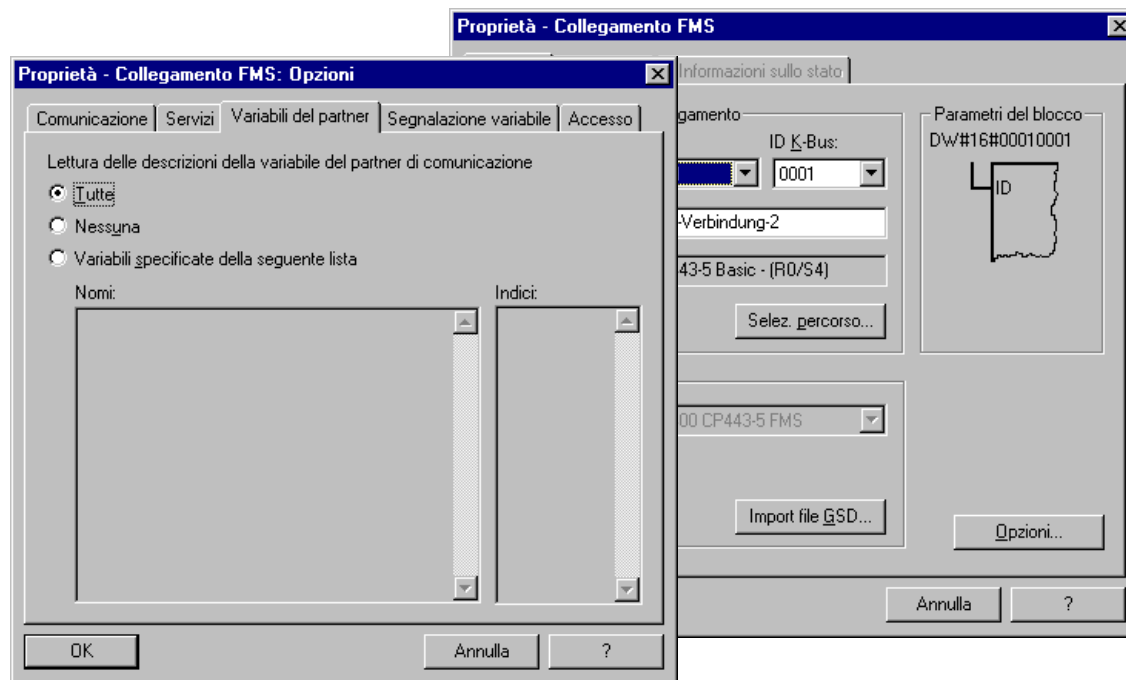 Proprietà - Collegamento FMS
Informazioni sullo stato
gamento
ID K-Bus:
0001
-Verbindung-2
43-5 Basic - (R0/S4)
Selez. percorso...
00 CP443-5 FMS
Import file GSD...
Parametri del blocco
DW#16#00010001
ID
Opzioni...
Annulla
?
Proprietà - Collegamento FMS: Opzioni
Comunicazione
Servizi
Variabili del partner
Segnalazione variabile
Accesso
Lettura delle descrizioni della variabile del partner di comunicazione
Tutte
Nessuna
Variabili specificate della seguente lista
Nomi:
Indici:
OK
Annulla
?